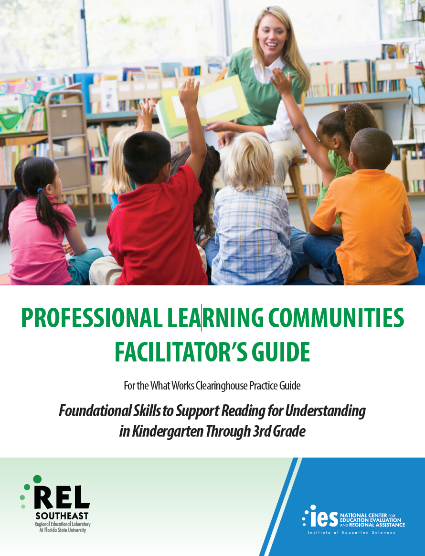 PROFESSIONAL LEARNING COMMUNITIES
FACILITATOR'S GUIDE
For the What Works Clearinghouse Practice Guide
Foundational Skills to Support Reading for Understanding
in Kindergarten Through 3rd Grade
REL
SOUTHEAST
Regional Educational Laboratory
At Florida State University
ies NATIONAL CENTER FOR
EDUCATION EVALUATION
AND REGIONAL ASSISTANCE
Institute of Education Sciences